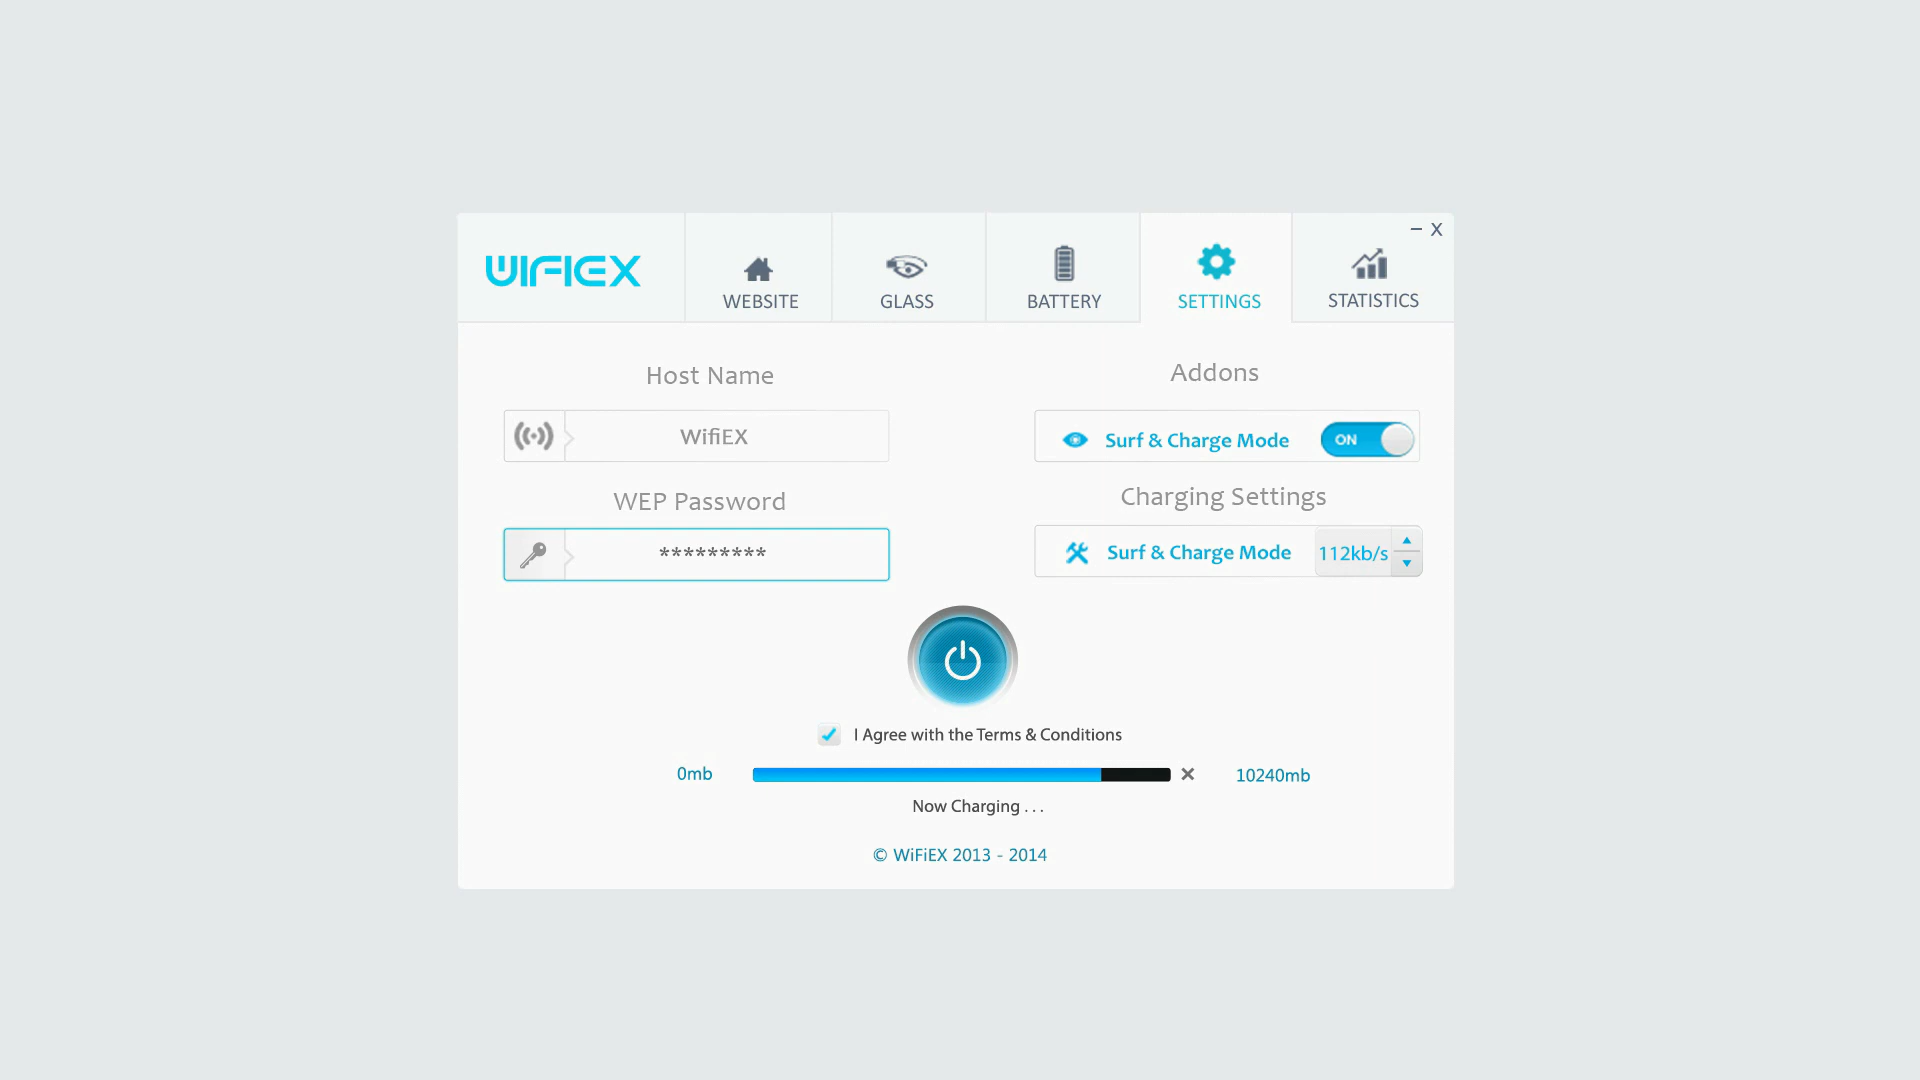 WIFIEX
WEBSITE
GLASS
BATTERY
SETTINGS
STATISTICS
– X
Host Name
Addons
WifiEX
Surf & Charge Mode
ON
WEP Password
Charging Settings
*********
Surf & Charge Mode
112kb/s
I Agree with the Terms & Conditions
0mb
10240mb
Now Charging . . .
© WiFiEX 2013 - 2014